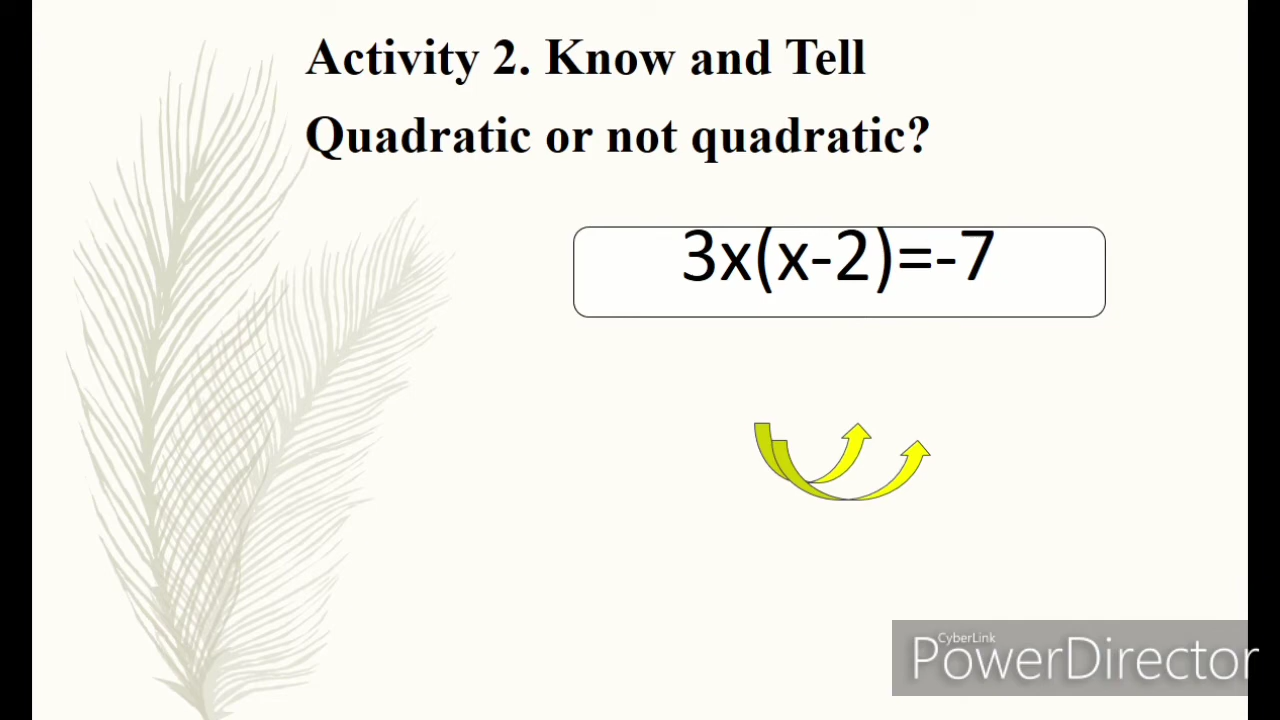 Activity 2. Know and Tell
Quadratic or not quadratic?
3x(x-2)=-7
CyberLink
PowerDirector